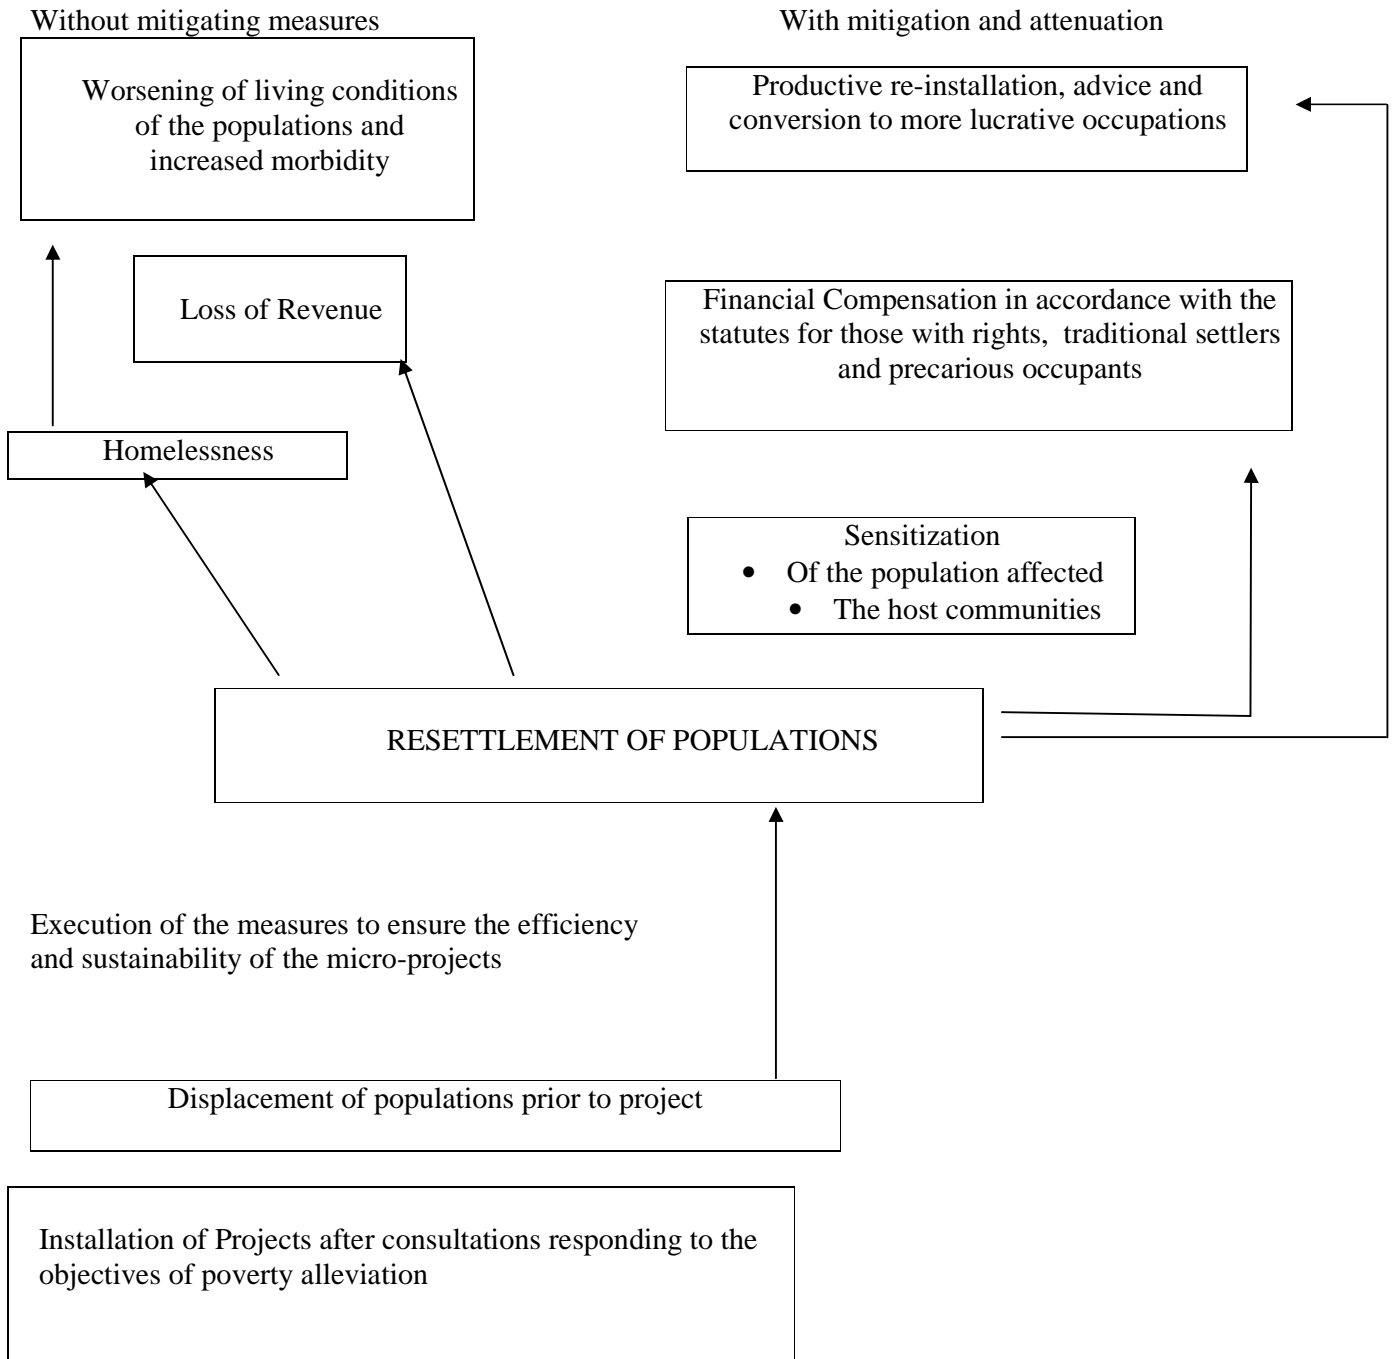 Without mitigating measures
With mitigation and attenuation
Worsening of living conditions
of the populations and
increased morbidity
Productive re-installation, advice and
conversion to more lucrative occupations
Loss of Revenue
Financial Compensation in accordance with the
statutes for those with rights, traditional settlers
and precarious occupants
Homelessness
Sensitization
• Of the population affected
• The host communities
RESETTLEMENT OF POPULATIONS
Execution of the measures to ensure the efficiency
and sustainability of the micro-projects
Displacement of populations prior to project
Installation of Projects after consultations responding to the
objectives of poverty alleviation